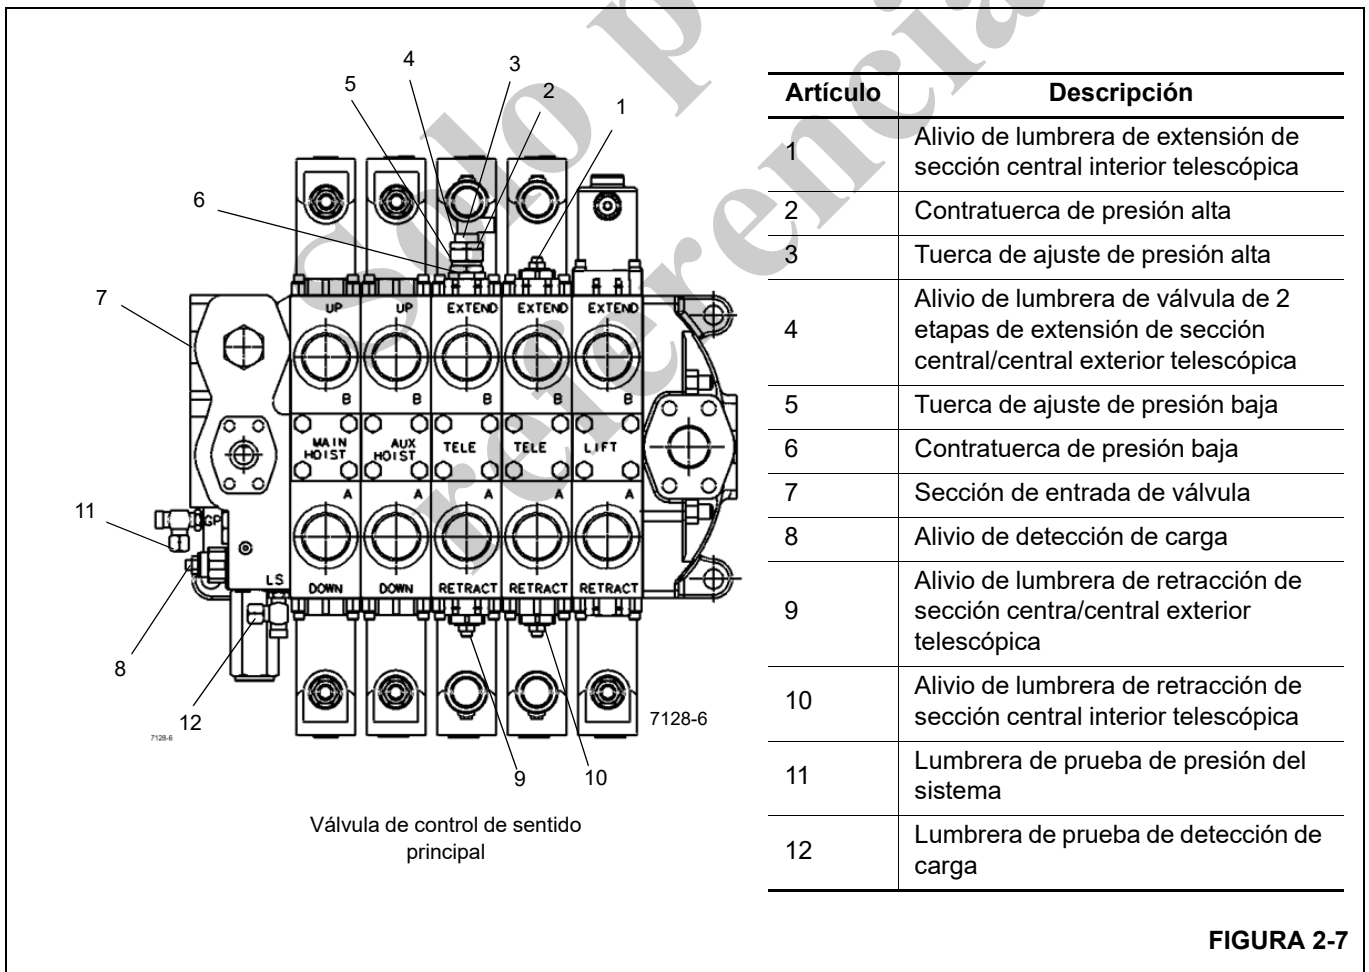 Solo para
referencia
4
3
5
2
1
6
7
UP
UP
EXTEND
EXTEND
EXTEND
B
B
B
B
B
MAIN
HOIST
AUX
HOIST
TELE
TELE
LIFT
A
A
A
A
A
11
GP
8
LS
DOWN
DOWN
RETRACT
RETRACT
RETRACT
12
7128-6
7128-6
9
10
Válvula de control de sentido
principal
Artículo
Descripción
1
Alivio de lumbrera de extensión de
sección central interior telescópica
2
Contratuerca de presión alta
3
Tuerca de ajuste de presión alta
4
Alivio de lumbrera de válvula de 2
etapas de extensión de sección
central/central exterior telescópica
5
Tuerca de ajuste de presión baja
6
Contratuerca de presión baja
7
Sección de entrada de válvula
8
Alivio de detección de carga
9
Alivio de lumbrera de retracción de
sección centra/central exterior
telescópica
10
Alivio de lumbrera de retracción de
sección central interior telescópica
11
Lumbrera de prueba de presión del
sistema
12
Lumbrera de prueba de detección de
carga
FIGURA 2-7